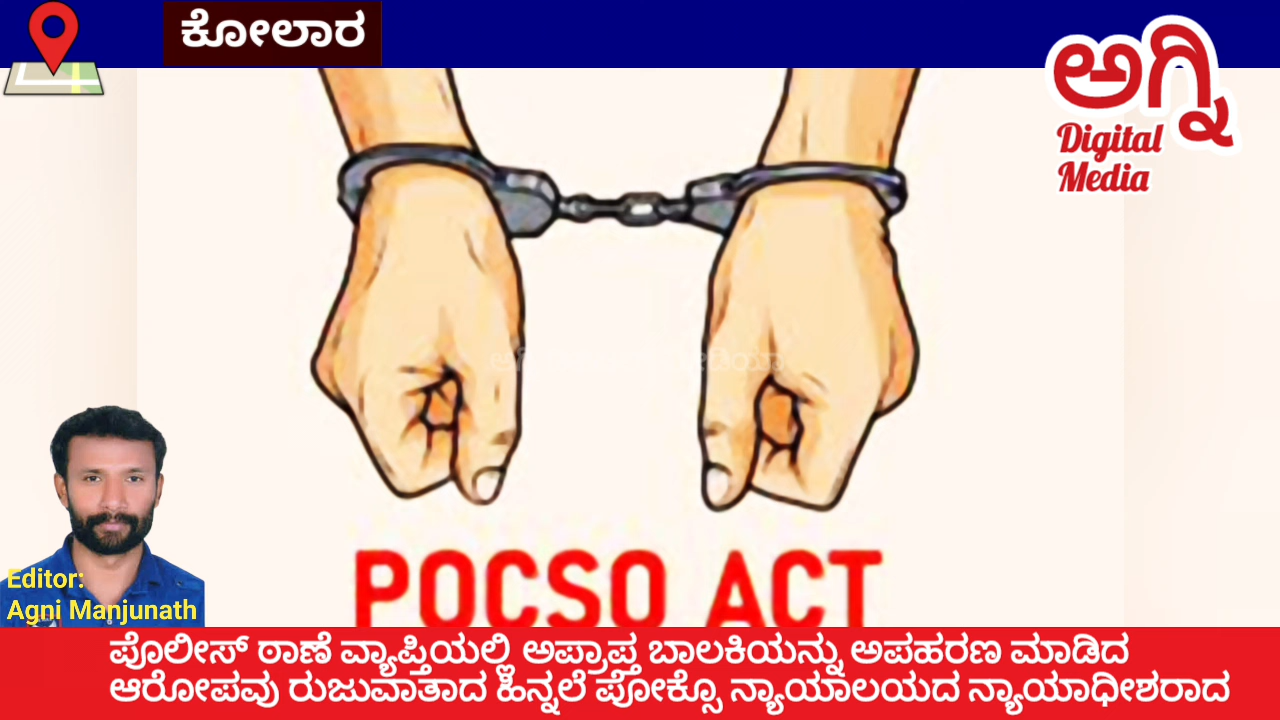 ಕೋಲಾರ
ಅಗ್ನಿ
Digital
Media
POCSO ACT
Editor:
Agni Manjunath
ಪೊಲೀಸ್ ಠಾಣೆ ವ್ಯಾಪ್ತಿಯಲ್ಲಿ ಅಪ್ರಾಪ್ತ ಬಾಲಕಿಯನ್ನು ಅಪಹರಣ ಮಾಡಿದ
ಆರೋಪವು ರುಜುವಾತಾದ ಹಿನ್ನಲೆ ಪೋಕ್ಸೊ ನ್ಯಾಯಾಲಯದ ನ್ಯಾಯಾಧೀಶರಾದ